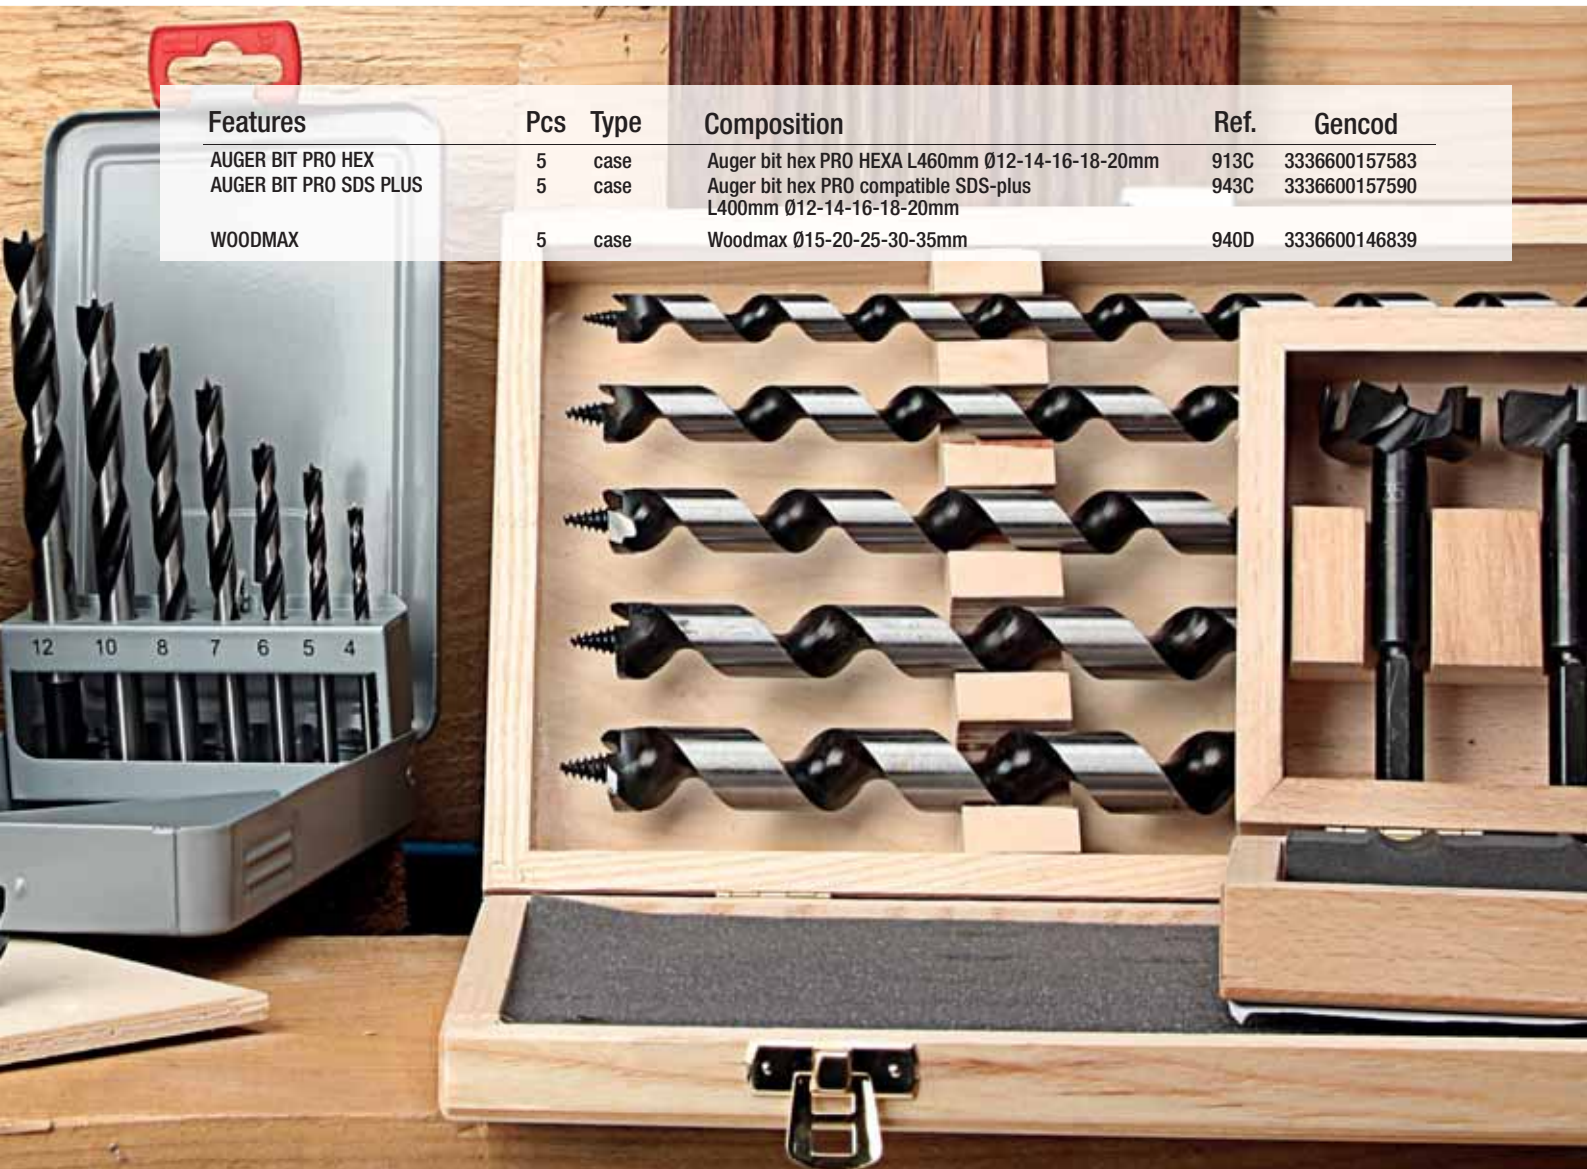 Features Pcs Type Composition Ref. Gencod
AUGER BIT PRO HEX 5 case Auger bit hex PRO HEXA L460mm Ø12-14-16-18-20mm 913C 3336600157583
AUGER BIT PRO SDS PLUS 5 case Auger bit hex PRO compatible SDS-plus 943C 3336600157590
L400mm Ø12-14-16-18-20mm
WOODMAX 5 case Woodmax Ø15-20-25-30-35mm 940D 3336600146839
35
12 10 8 7 6 5 4